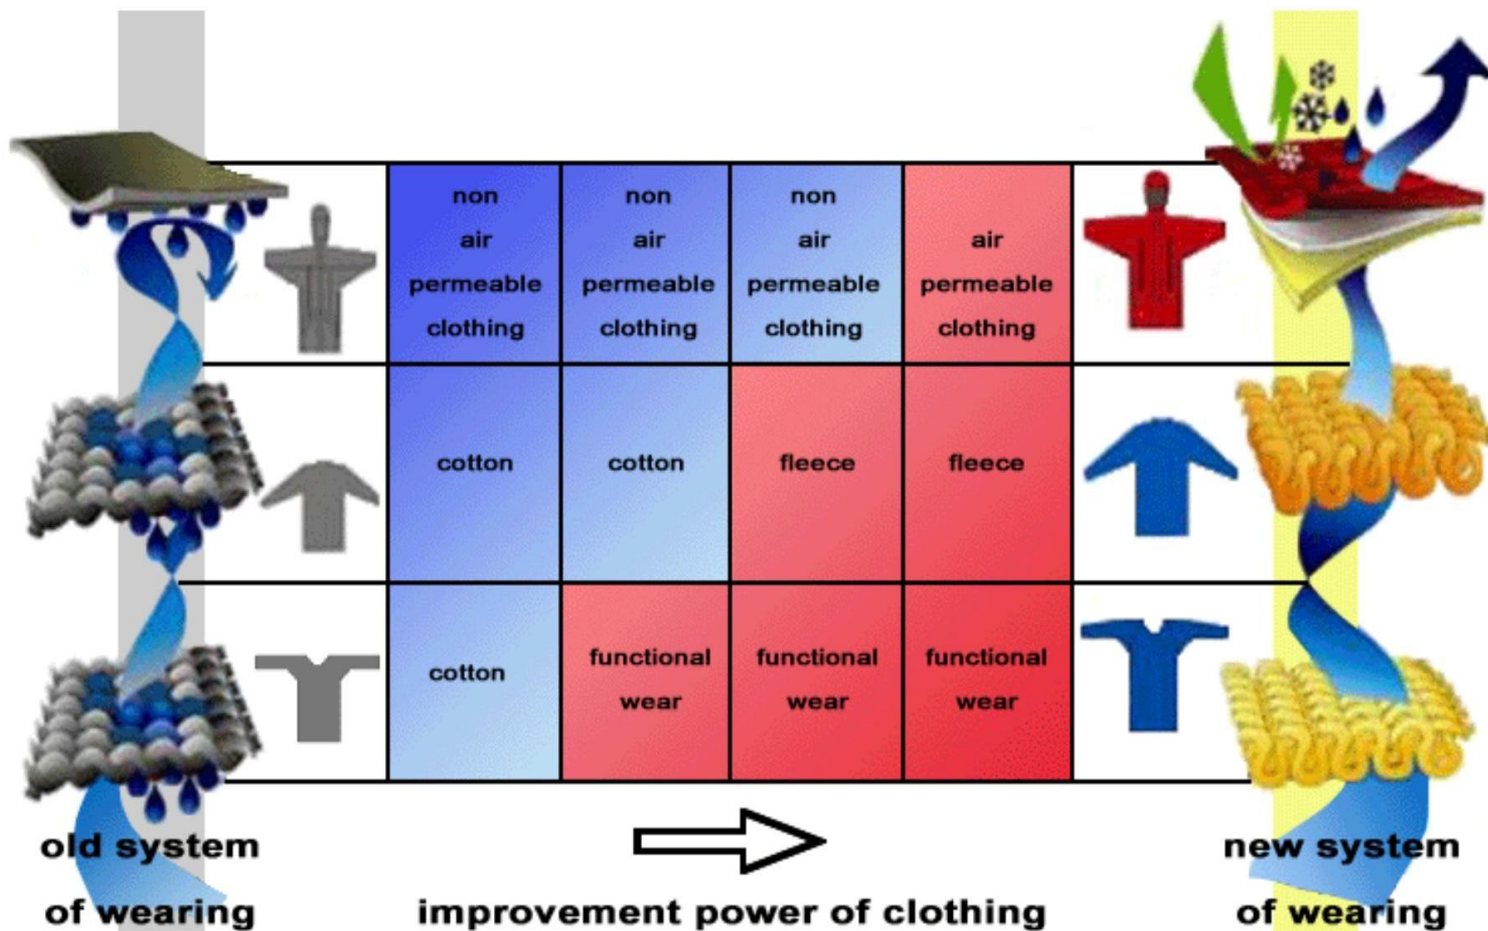 non
air
permeable
clothing
non
air
permeable
clothing
non
air
permeable
clothing
air
permeable
clothing
cotton
cotton
fleece
fleece
cotton
functional
wear
functional
wear
functional
wear
old system
of wearing
improvement power of clothing
new system
of wearing